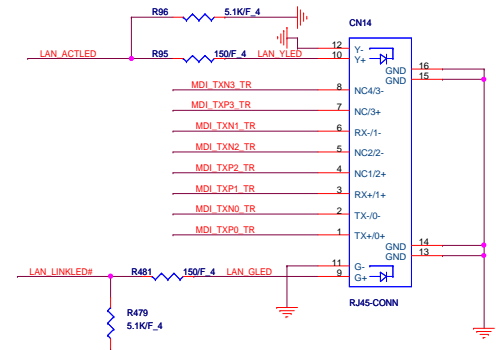 R96 5.1K/F_4
CN14
LAN_ACTLED R95 150/F_4 LAN_YLED
12 Y-
10 Y+
GND 16
GND 15
MDI_TXN3_TR 8 NC4/3-
MDI_TXP3_TR 7 NC/3+
MDI_TXN1_TR 6 RX-/1-
MDI_TXN2_TR 5 NC2/2-
MDI_TXP2_TR 4 NC1/2+
MDI_TXP1_TR 3 RX+/1+
MDI_TXN0_TR 2 TX-/0-
MDI_TXP0_TR 1 TX+/0+
GND 14
GND 13
11 G-
LAN_LINKLED# R481 150/F_4 LAN_GLED 9 G+
RJ45-CONN
R479
5.1K/F_4